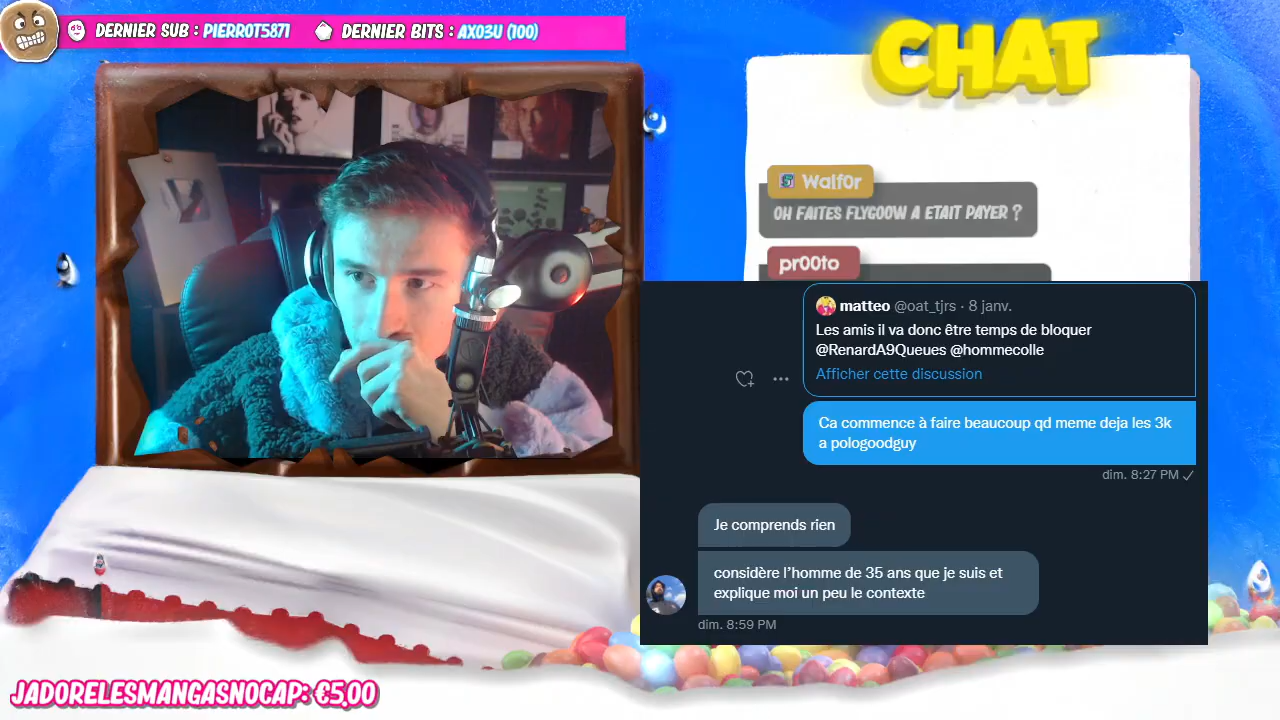 DERNIER SUB : PIERROT5871
DERNIER BITS : AXO3U (100)
CHAT
Walf0r
OH FAITES FLYGOOW A ETAIT PAYER ?
pr00to
matteo @oat_tjrs · 8 janv.
Les amis il va donc être temps de bloquer
@RenardA9Queues @hommecolle
Afficher cette discussion
Ca commence à faire beaucoup qd meme deja les 3k
a pologoodguy
dim. 8:27 PM
Je comprends rien
considère l’homme de 35 ans que je suis et
explique moi un peu le contexte
dim. 8:59 PM
JADORELESMANGASNOCAP: €5,00